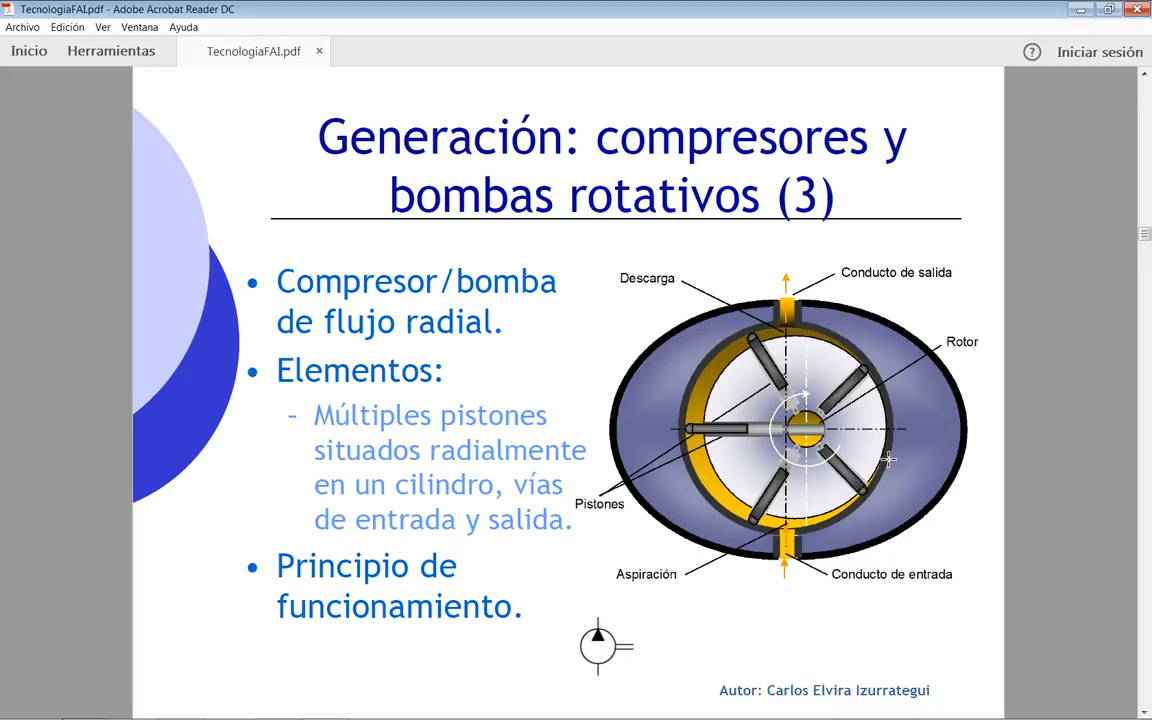 TecnologiaFAI.pdf - Adobe Acrobat Reader DC
Archivo Edición Ver Ventana Ayuda
Inicio Herramientas TecnologiaFAI.pdf × ? Iniciar sesión
Generación: compresores y
bombas rotativos (3)
• Compresor/bomba
de flujo radial.
• Elementos:
– Múltiples pistones
situados radialmente
en un cilindro, vías
de entrada y salida.
• Principio de
funcionamiento.
Descarga
Conducto de salida
Rotor
Pistones
Aspiración
Conducto de entrada
Autor: Carlos Elvira Izurrategui